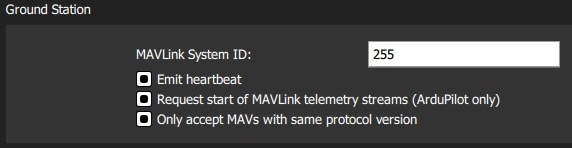 Ground Station
MAVLink System ID: 255
Emit heartbeat
Request start of MAVLink telemetry streams (ArduPilot only)
Only accept MAVs with same protocol version